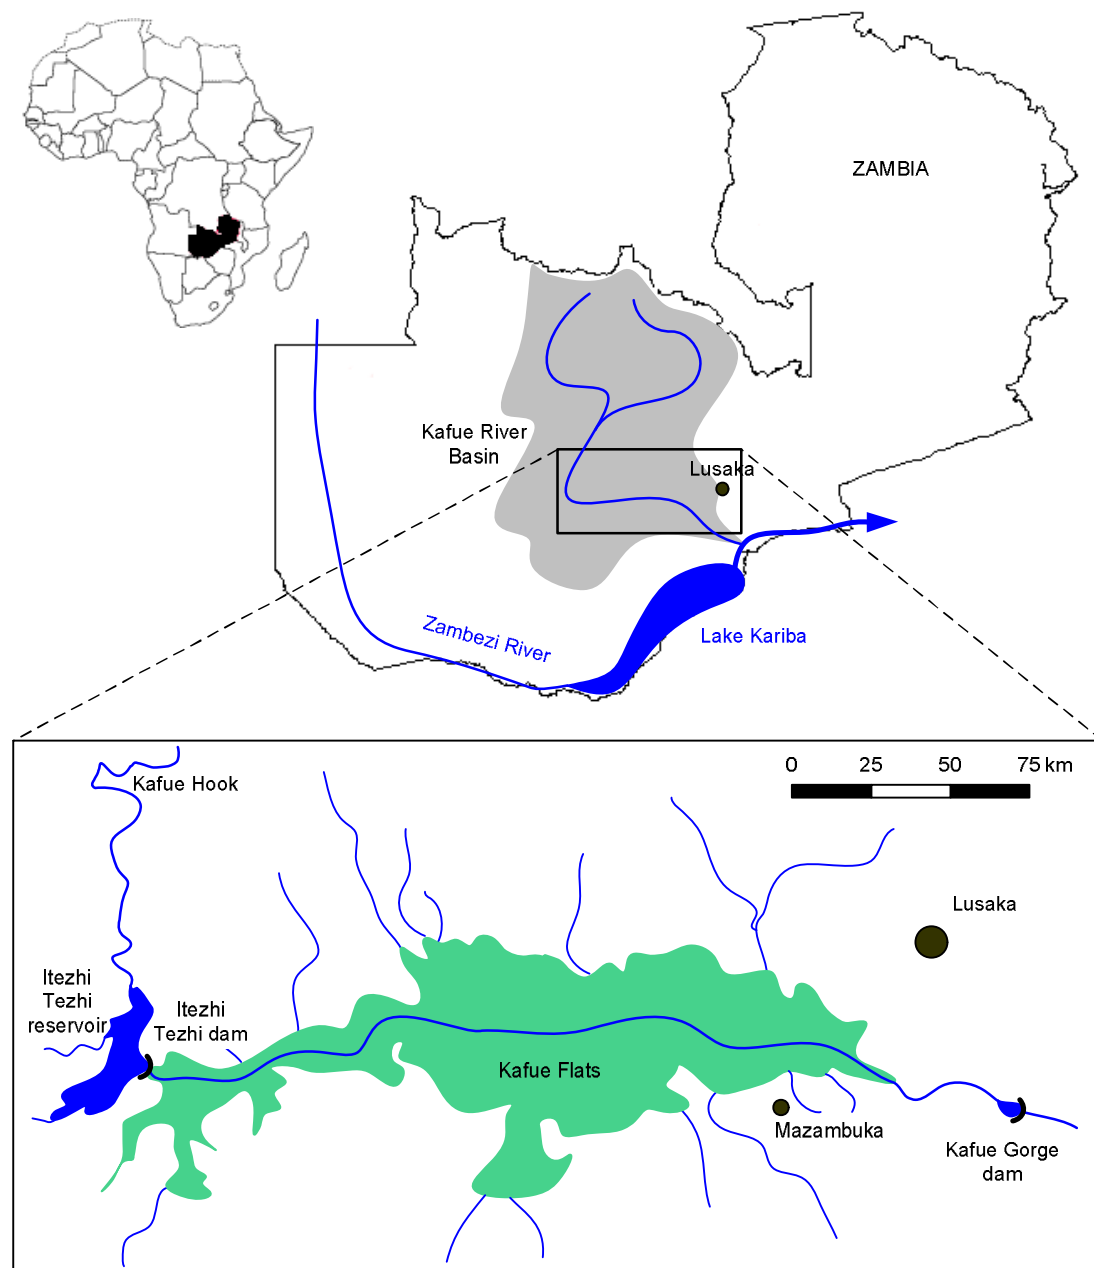 ZAMBIA
Kafue River
Basin
Lusaka
Zambezi River
Lake Kariba
0 25 50 75 km
Kafue Hook
Lusaka
Itezhi
Tezhi
reservoir
Itezhi
Tezhi dam
Kafue Flats
Mazambuka
Kafue Gorge
dam